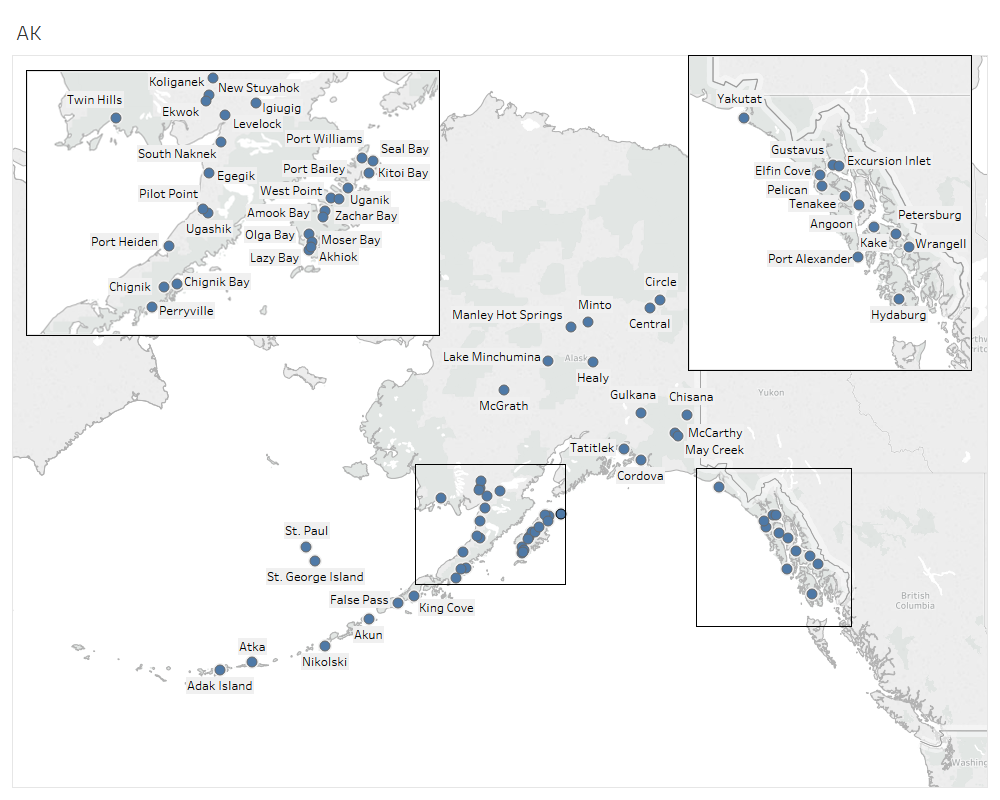 AK
Koliganek
New Stuyahok
Twin Hills
Ekwok
Igiugig
Levelock
South Naknek
Port Williams
Seal Bay
Egegik
Port Bailey
Kitoi Bay
Pilot Point
West Point
Uganik
Amook Bay
Zachar Bay
Ugashik
Olga Bay
Moser Bay
Port Heiden
Lazy Bay
Akhiok
Chignik
Chignik Bay
Perryville
Yakutat
Gustavus
Excursion Inlet
Elfin Cove
Pelican
Tenakee
Angoon
Petersburg
Kake
Wrangell
Port Alexander
Hydaburg
Circle
Minto
Manley Hot Springs
Central
Lake Minchumina
Alask
Healy
McGrath
Gulkana
Chisana
Yukon
McCarthy
Tatitlek
May Creek
Cordova
St. Paul
St. George Island
False Pass
King Cove
Akun
Atka
Nikolski
Adak Island
British
Columbia
Washing